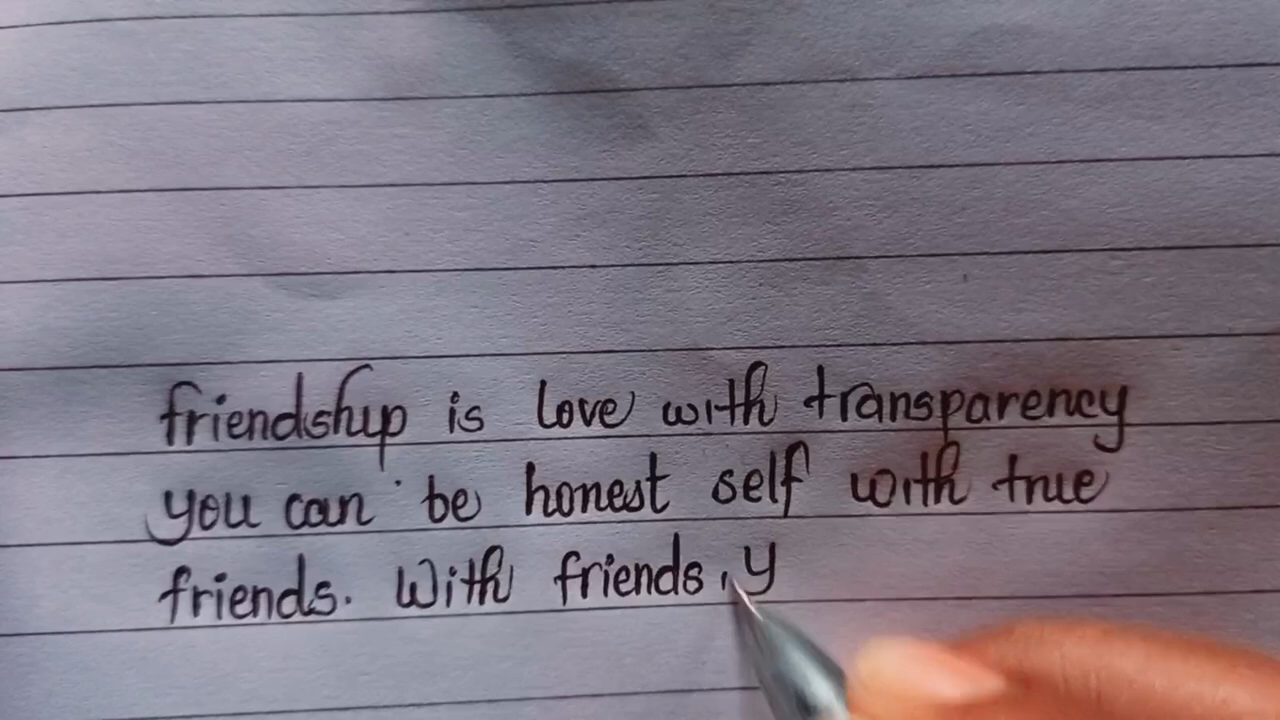 friendship is love with transparency
you can be honest self with true
friends. With friends, y